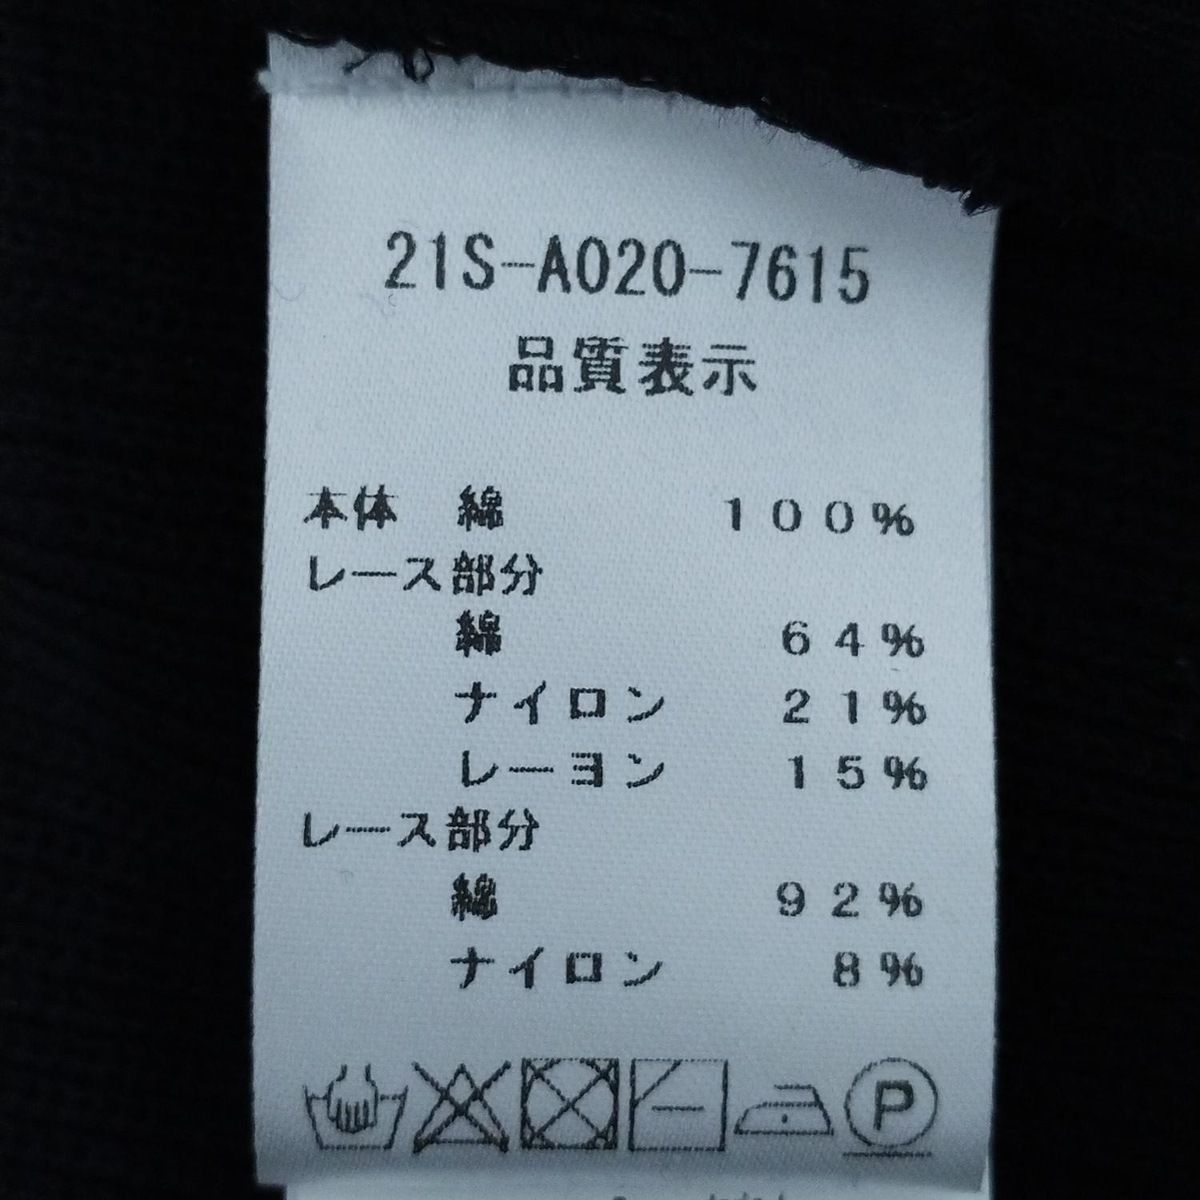 21S-A020-7615
品質表示
本体 綿 100%
レース部分
綿 64%
ナイロン 21%
レーヨン 15%
レース部分
綿 92%
ナイロン 8%
P